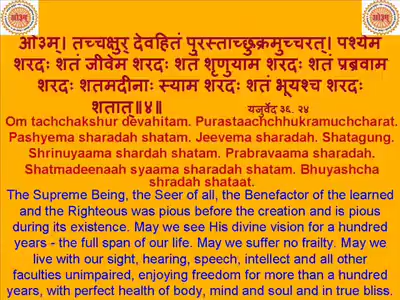 ओ३म्। तच्चक्षुर् देवहितं पुरस्ताच्छुक्रमुच्चरत्। पश्येम
शरदः शतं जीवेम शरदः शतं शृणुयाम शरदः शतं प्रब्रवाम
शरदः शतमदीनाः स्याम शरदः शतं भूयश्च शरदः
शतात्॥४॥ यजुर्वेद ३६. २४
Om tachchakshur devahitam. Purastaachchhukramuchcharat.
Pashyema sharadah shatam. Jeevema sharadah. Shatagung.
Shrinuyaama shardah shatam. Prabravaama sharadah.
Shatmadeenaah syaama sharadah shatam. Bhuyashcha
shradah shataat.
The Supreme Being, the Seer of all, the Benefactor of the learned
and the Righteous was pious before the creation and is pious
during its existence. May we see His divine vision for a hundred
years - the full span of our life. May we suffer no frailty. May we
live with our sight, hearing, speech, intellect and all other
faculties unimpaired, enjoying freedom for more than a hundred
years, with perfect health of body, mind and soul and in true bliss.